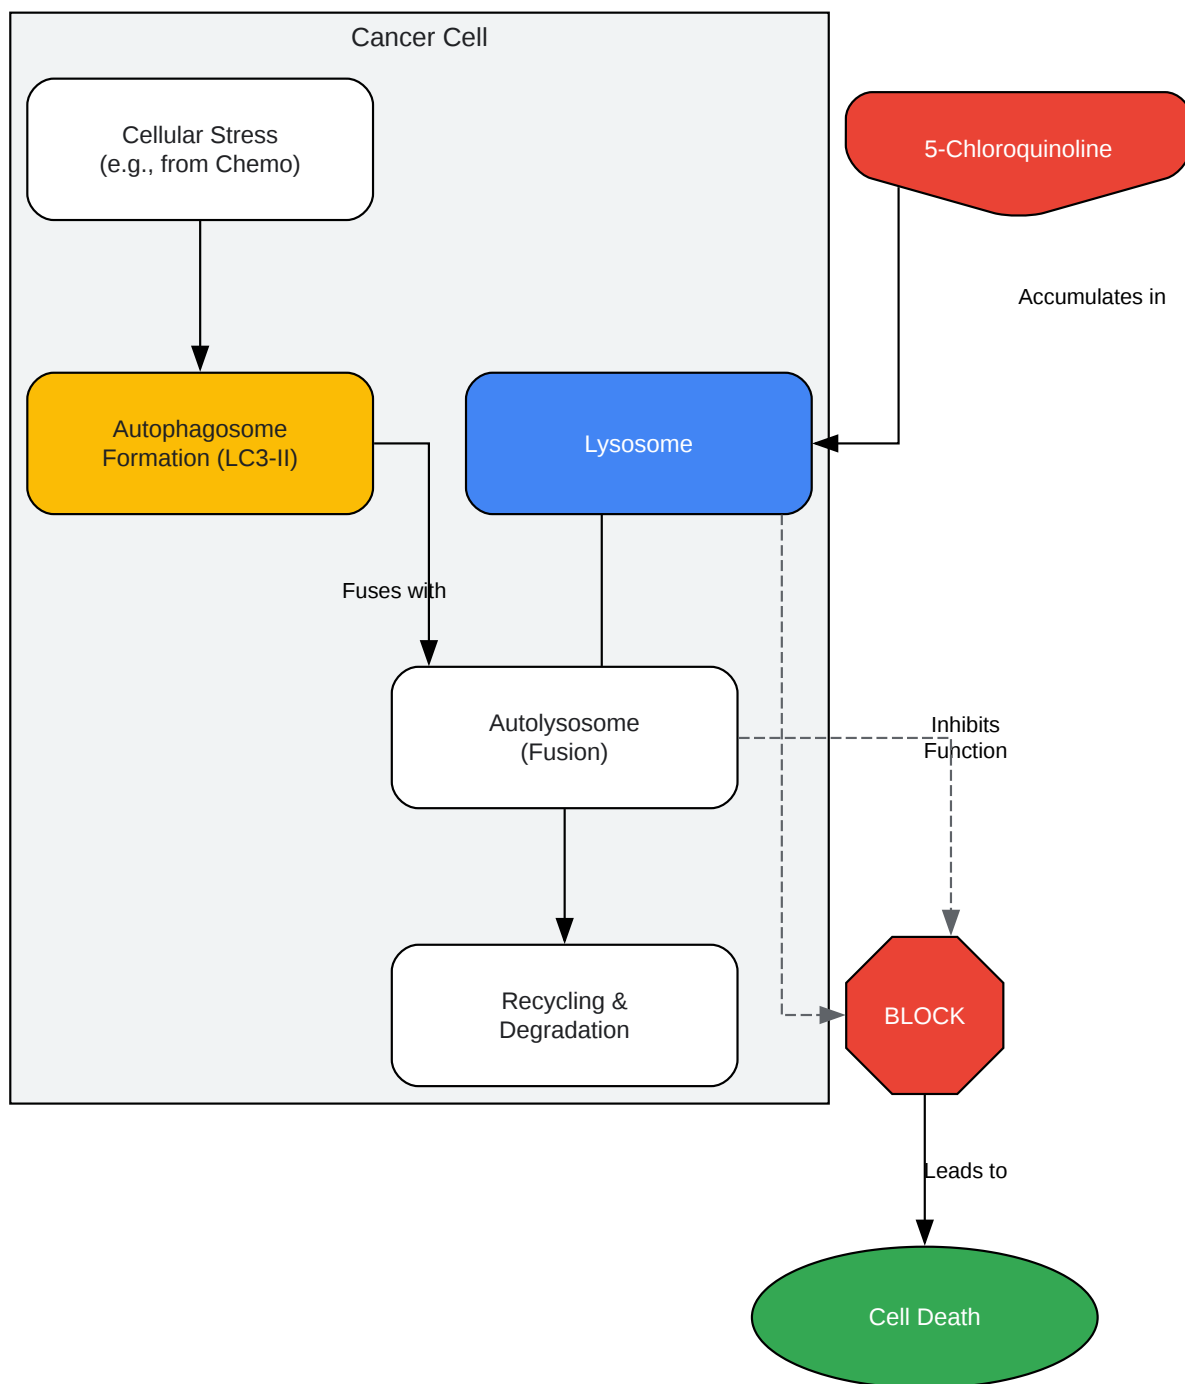 Cancer Cell
Cellular Stress
(e.g., from Chemo)
5-Chloroquinoline
Accumulates in
Autophagosome
Formation (LC3-II)
Lysosome
Fuses with
Autolysosome
(Fusion)
Inhibits
Function
Recycling &
Degradation
BLOCK
Leads to
Cell Death